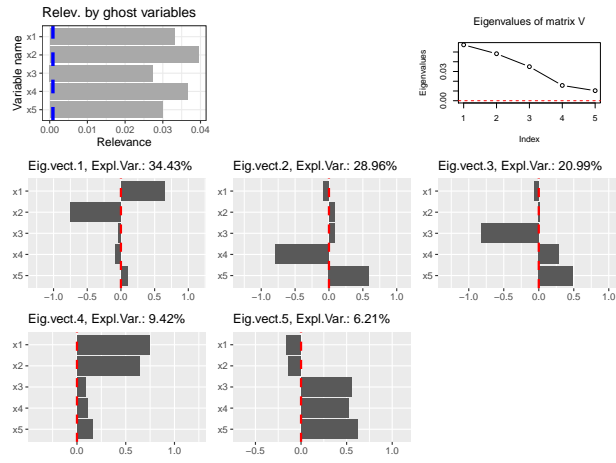 Relev. by ghost variables
Variable name
x1
x2
x3
x4
x5
0.00 0.01 0.02 0.03 0.04
Relevance
Eigenvalues of matrix V
Eigenvalues
0.00 0.03
1 2 3 4 5
Index
Eig.vect.1, Expl.Var.: 34.43%
x1
x2
x3
x4
x5
−1.0 −0.5 0.0 0.5 1.0
Eig.vect.2, Expl.Var.: 28.96%
x1
x2
x3
x4
x5
−1.0 −0.5 0.0 0.5 1.0
Eig.vect.3, Expl.Var.: 20.99%
x1
x2
x3
x4
x5
−1.0 −0.5 0.0 0.5 1.0
Eig.vect.4, Expl.Var.: 9.42%
x1
x2
x3
x4
x5
0.0 0.5 1.0
Eig.vect.5, Expl.Var.: 6.21%
x1
x2
x3
x4
x5
−0.5 0.0 0.5 1.0